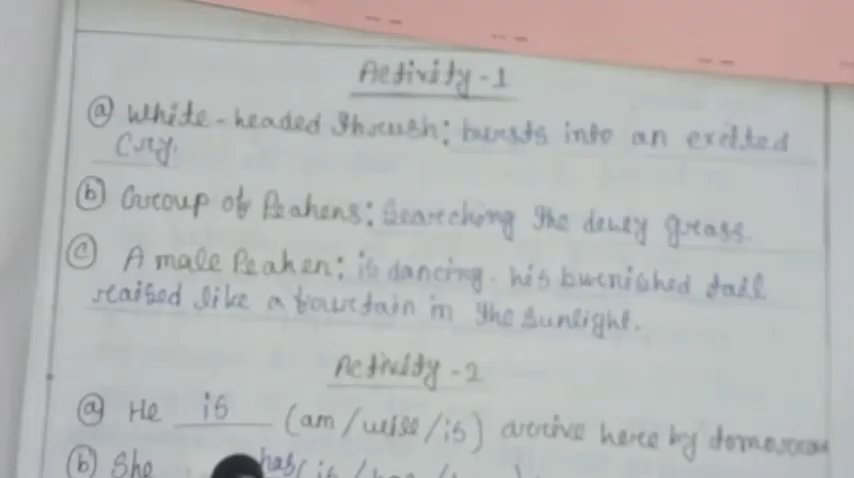 Activity-1
(a) White-headed Thrush: bursts into an excited
Cry.
(b) Group of Peahens: Searching the dewy grass.
(c) A male Peahen: is dancing. his burnished tail
raised like a fountain in the sunlight.
Activity-2
(a) He is (am/will/is) arrive here by tomorrow
(b) She has